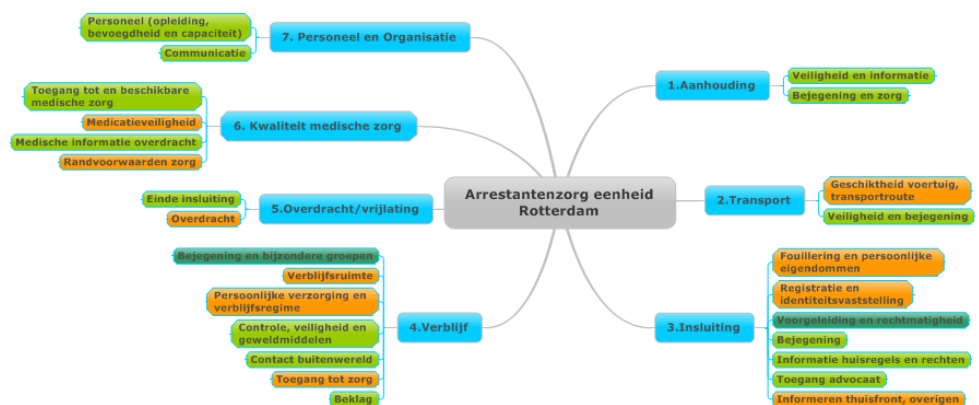 Arrestantenzorg eenheid
Rotterdam
1.Aanhouding
Veiligheid en informatie
Bejegening en zorg
2.Transport
Geschiktheid voertuig,
transportroute
Veiligheid en bejegening
3.Insluiting
Fouillering en persoonlijke
eigendommen
Registratie en
identiteitsvaststelling
Voorgeleiding en rechtmatigheid
Bejegening
Informatie huisregels en rechten
Toegang advocaat
Informeren thuisfront, overigen
4.Verblijf
Bejegening en bijzondere groepen
Verblijfsruimte
Persoonlijke verzorging en
verblijfsregime
Controle, veiligheid en
geweldmiddelen
Contact buitenwereld
Toegang tot zorg
Beklag
5.Overdracht/vrijlating
Einde insluiting
Overdracht
6. Kwaliteit medische zorg
Toegang tot en beschikbare
medische zorg
Medicatieveiligheid
Medische informatie overdracht
Randvoorwaarden zorg
7. Personeel en Organisatie
Personeel (opleiding,
bevoegdheid en capaciteit)
Communicatie